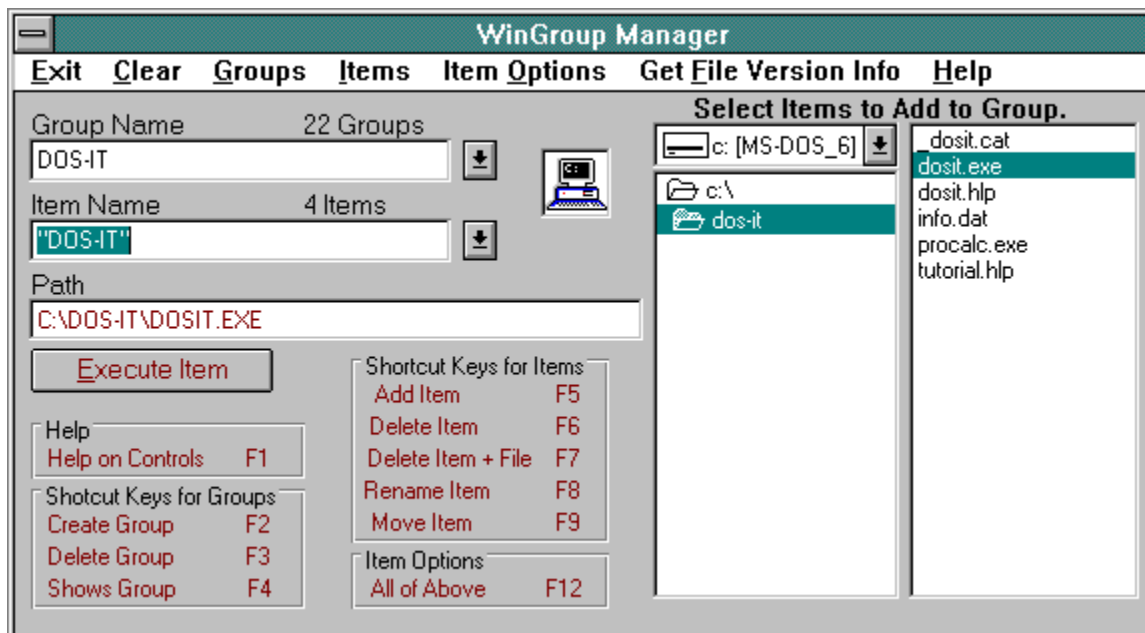 WinGroup Manager
Exit Clear Groups Items Item Options Get File Version Info Help
Group Name 22 Groups
DOS-IT
Item Name 4 Items
"DOS-IT"
Path
C:\DOS-IT\DOSIT.EXE
Execute Item
Help
Help on Controls F1
Shotcut Keys for Groups
Create Group F2
Delete Group F3
Shows Group F4
Shortcut Keys for Items
Add Item F5
Delete Item F6
Delete Item + File F7
Rename Item F8
Move Item F9
Item Options
All of Above F12
Select Items to Add to Group.
c: [MS-DOS_6]
c:\
dos-it
_dosit.cat
dosit.exe
dosit.hlp
info.dat
procalc.exe
tutorial.hlp